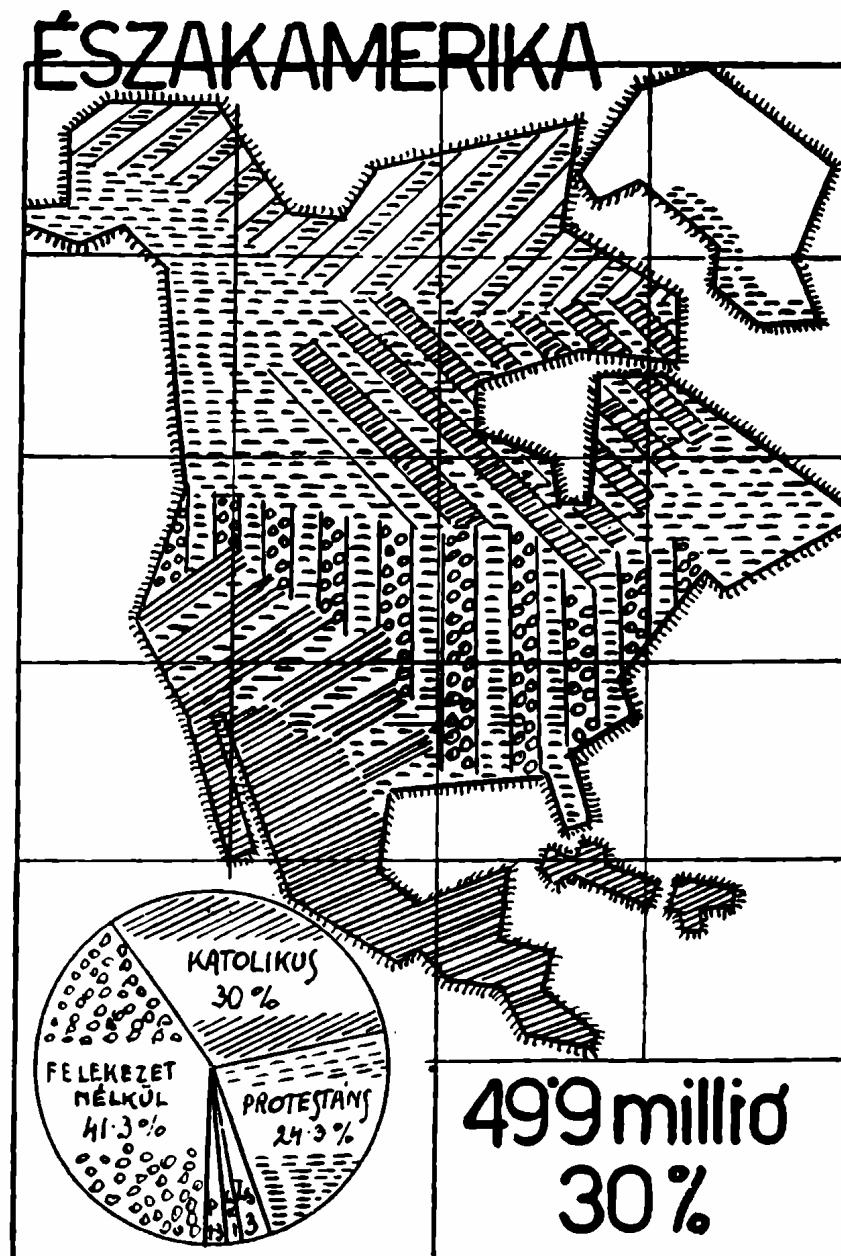 ÉSZAKAMERIKA
KATOLIKUS
30%
FELEKEZET
NÉLKÜL
41·3%
PROTESTÁNS
24·3%
49·9 millió
30%